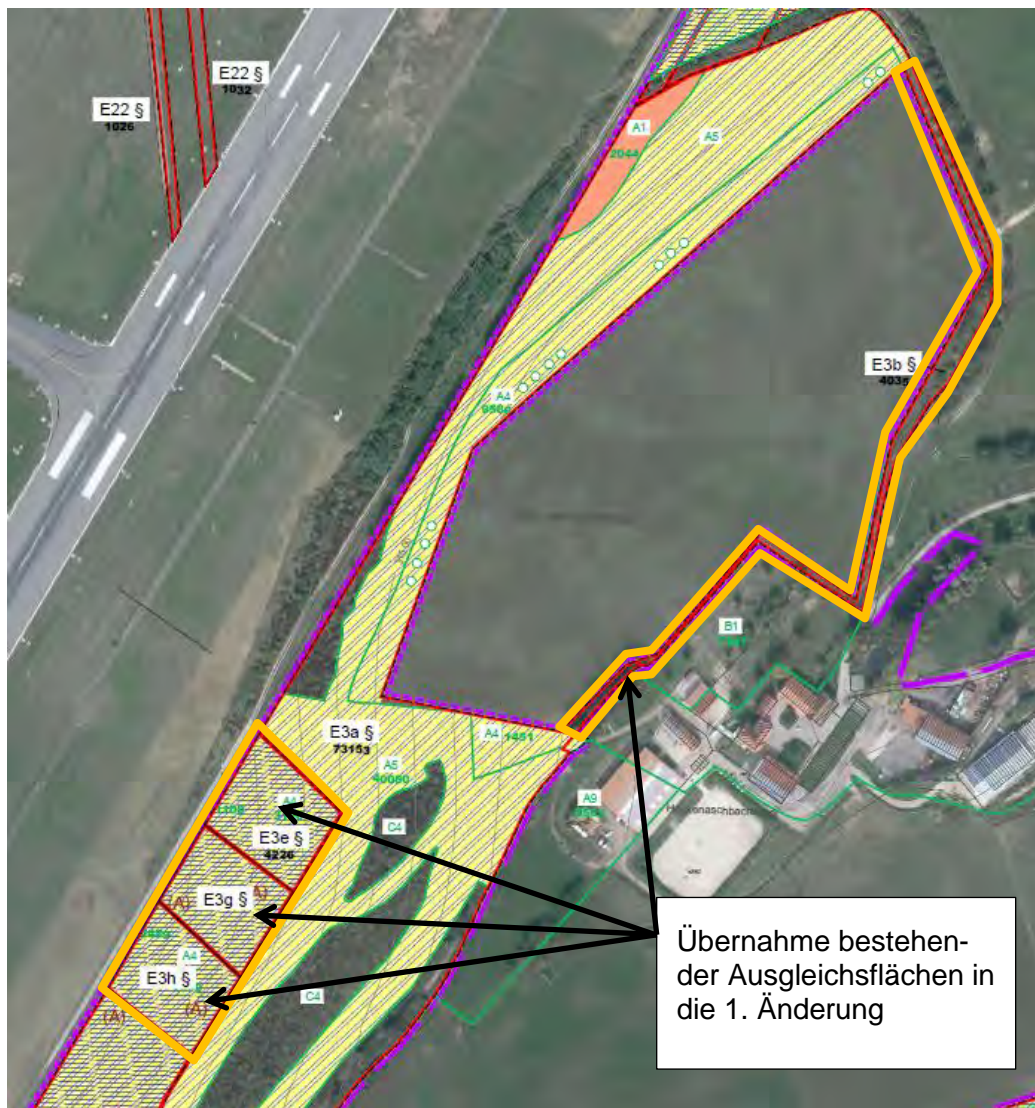 E22 §
1032
E22 §
1026
A1
2044
A5
E3b §
4035
A4
B1
E3a §
73153
A4 1451
A5
40060
C4
A9
E3e §
4226
(A)
E3g §
(A)
A4
E3h §
(A)
(A)
C4
Übernahme bestehen-
der Ausgleichsflächen in
die 1. Änderung